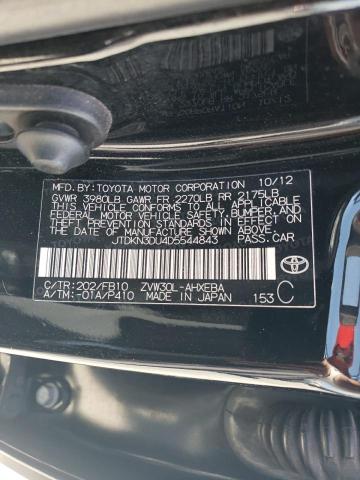 MFD. BY: TOYOTA MOTOR CORPORATION 10/12
GVWR 3980LB GAWR FR 2270LB RR 2175LB
THIS VEHICLE CONFORMS TO ALL APPLICABLE
FEDERAL MOTOR VEHICLE SAFETY, BUMPER, AND
THEFT PREVENTION STANDARDS IN EFFECT ON
THE DATE OF MANUFACTURE SHOWN ABOVE.
JTDKN3DU4D5544843 PASS. CAR
C/TR: 202/FB10 ZVW30L-AHXEBA
A/TM: -01A/P410 MADE IN JAPAN 153 C
TOYOTA